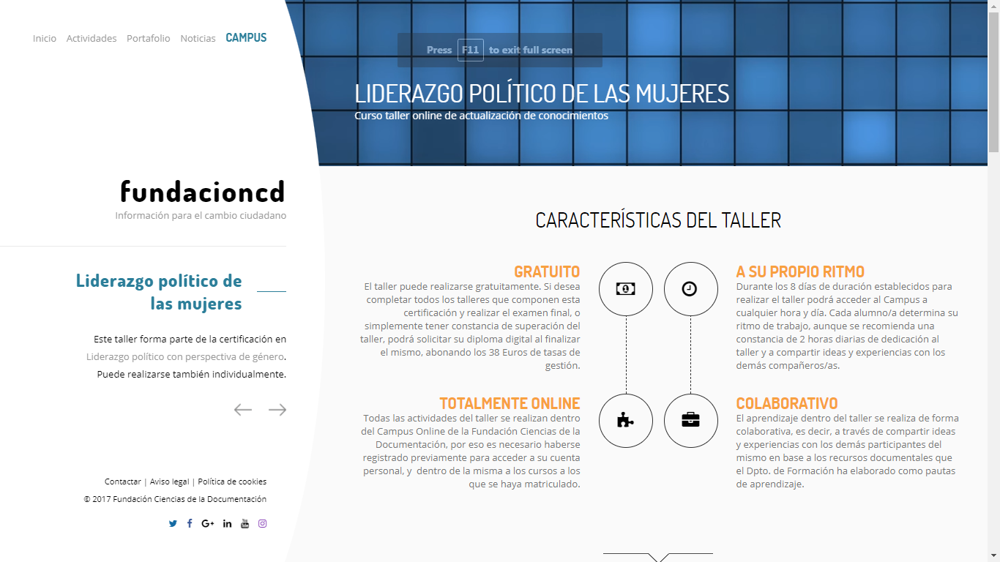 Inicio Actividades Portafolio Noticias CAMPUS
Press F11 to exit full screen
LIDERAZGO POLÍTICO DE LAS MUJERES
Curso taller online de actualización de conocimientos
fundacioncd
Información para el cambio ciudadano
Liderazgo político de
las mujeres
Este taller forma parte de la certificación en
Liderazgo político con perspectiva de género.
Puede realizarse también individualmente.
Contactar | Aviso legal | Política de cookies
© 2017 Fundación Ciencias de la Documentación
CARACTERÍSTICAS DEL TALLER
GRATUITO
El taller puede realizarse gratuitamente. Si desea
completar todos los talleres que componen esta
certificación y realizar el examen final, o
simplemente tener constancia de superación del
taller, podrá solicitar su diploma digital al finalizar
el mismo, abonando los 38 Euros de tasas de
gestión.
A SU PROPIO RITMO
Durante los 8 días de duración establecidos para
realizar el taller podrá acceder al Campus a
cualquier hora y día. Cada alumno/a determina su
ritmo de trabajo, aunque se recomienda una
constancia de 2 horas diarias de dedicación al
taller y a compartir ideas y experiencias con los
demás compañeros/as.
TOTALMENTE ONLINE
Todas las actividades del taller se realizan dentro
del Campus Online de la Fundación Ciencias de la
Documentación, por eso es necesario haberse
registrado previamente para acceder a su cuenta
personal, y dentro de la misma a los cursos a los
que se haya matriculado.
COLABORATIVO
El aprendizaje dentro del taller se realiza de forma
colaborativa, es decir, a través de compartir ideas
y experiencias con los demás participantes del
mismo en base a los recursos documentales que
el Dpto. de Formación ha elaborado como pautas
de aprendizaje.